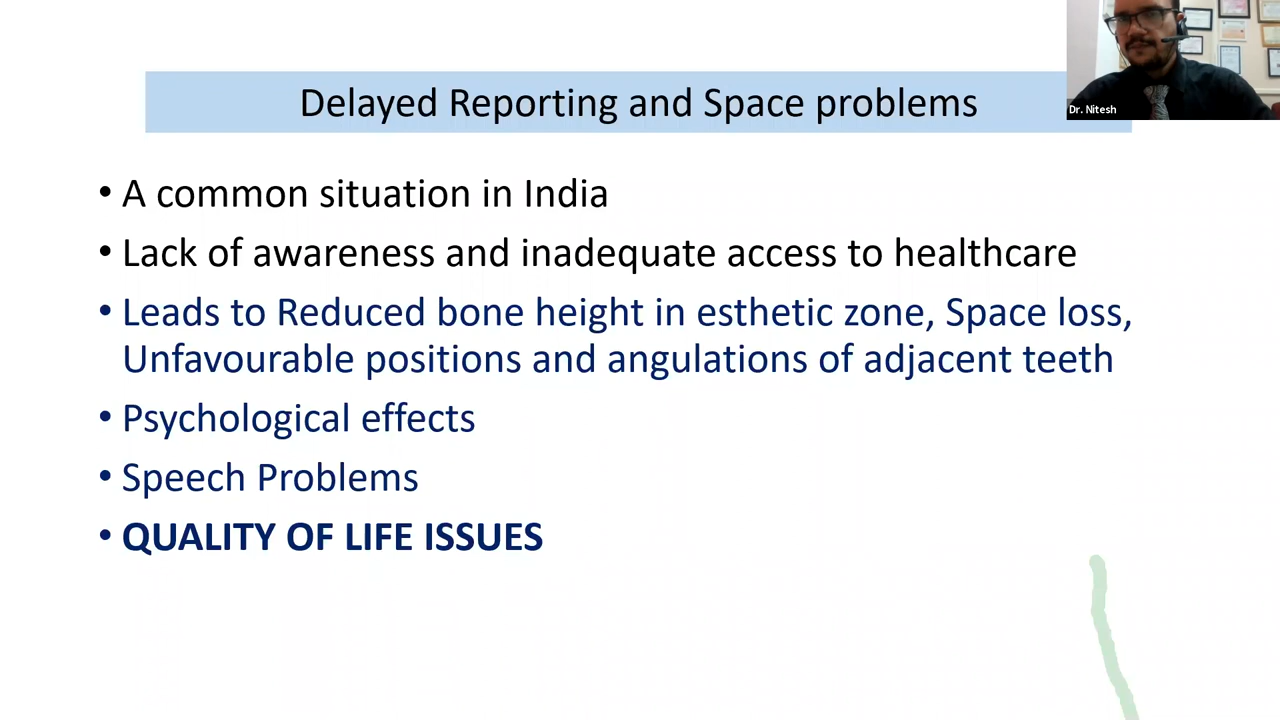 Delayed Reporting and Space problems
Dr. Nitesh
• A common situation in India
• Lack of awareness and inadequate access to healthcare
• Leads to Reduced bone height in esthetic zone, Space loss,
Unfavourable positions and angulations of adjacent teeth
• Psychological effects
• Speech Problems
• QUALITY OF LIFE ISSUES